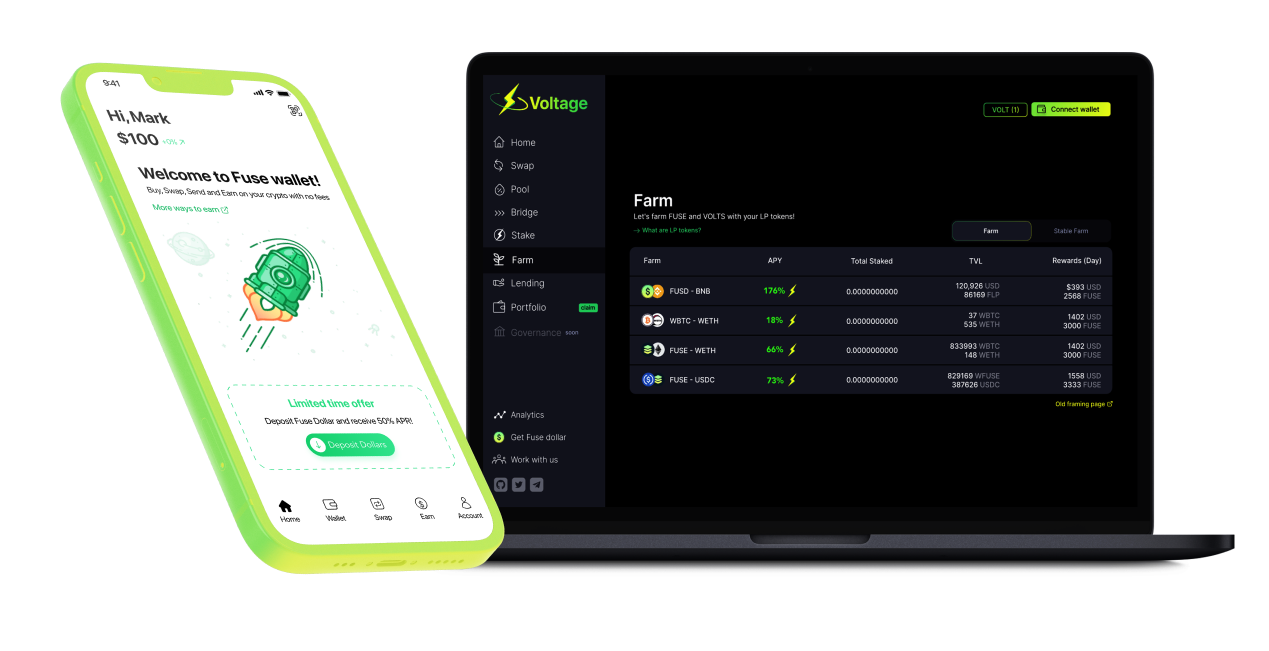 9:41
Hi, Mark
$100 +0%
Welcome to Fuse wallet!
Buy, Swap, Send and Earn on your crypto with no fees
More ways to earn
Limited time offer
Deposit Fuse Dollar and receive 50% APR!
Deposit Dollars
Home
Wallet
Swap
Earn
Account
Voltage
Home
Swap
Pool
Bridge
Stake
Farm
Lending
Portfolio claim
Governance soon
Analytics
Get Fuse dollar
Work with us
VOLT (1)
Connect wallet
Farm
Let's farm FUSE and VOLTS with your LP tokens!
What are LP tokens?
Farm Stable Farm
Farm APY Total Staked TVL Rewards (Day)
FUSD - BNB 176% 0.0000000000 120,926 USD $393 USD
86169 FLP 2568 FUSE
WBTC - WETH 18% 0.0000000000 37 WBTC 1402 USD
535 WETH 3000 FUSE
FUSE - WETH 66% 0.0000000000 833993 WBTC 1402 USD
148 WETH 3000 FUSE
FUSE - USDC 73% 0.0000000000 829169 WFUSE 1558 USD
387626 USDC 3333 FUSE
Old framing page